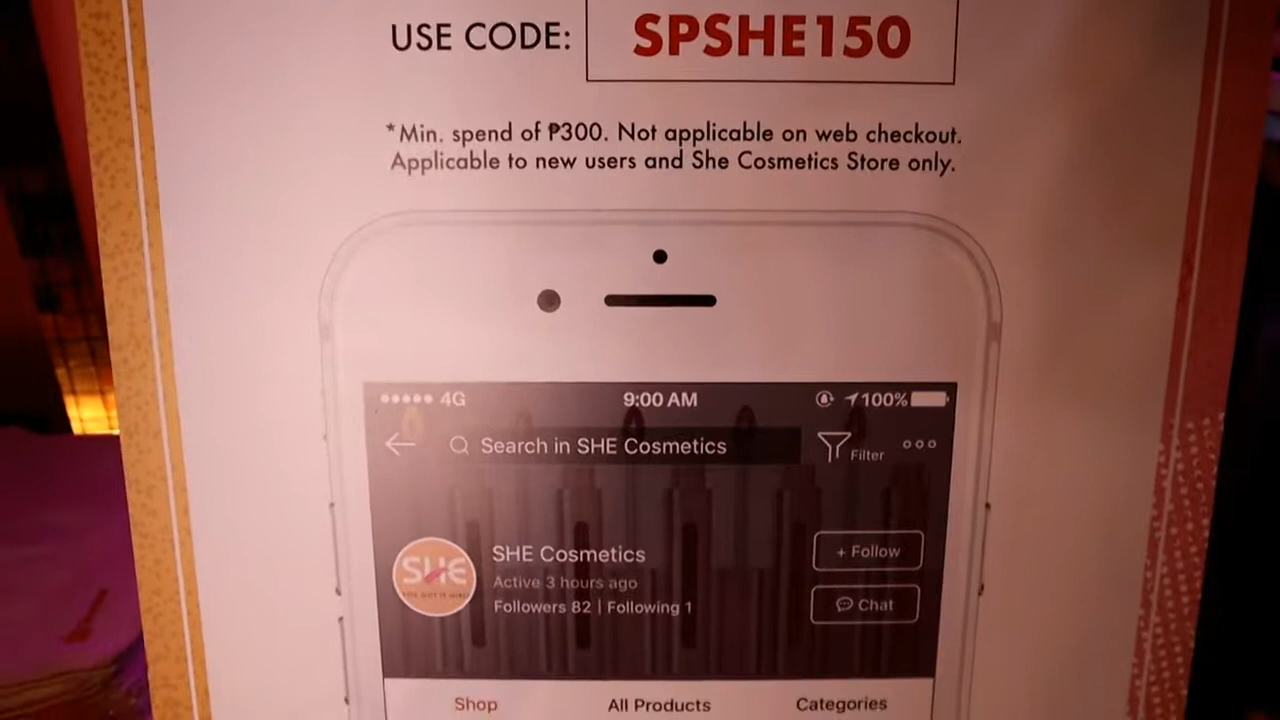 USE CODE: SPSHE150
*Min. spend of ₱300. Not applicable on web checkout.
Applicable to new users and She Cosmetics Store only.
4G 9:00 AM 100%
Search in SHE Cosmetics Filter
SHE Cosmetics
+ Follow
Active 3 hours ago
Followers 82 | Following 1
Chat
SHE
Shop All Products Categories